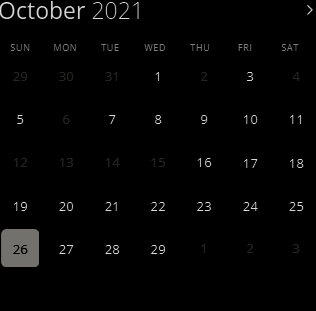 October 2021
SUN MON TUE WED THU FRI SAT
29 30 31 1 2 3 4
5 6 7 8 9 10 11
12 13 14 15 16 17 18
19 20 21 22 23 24 25
26 27 28 29 1 2 3